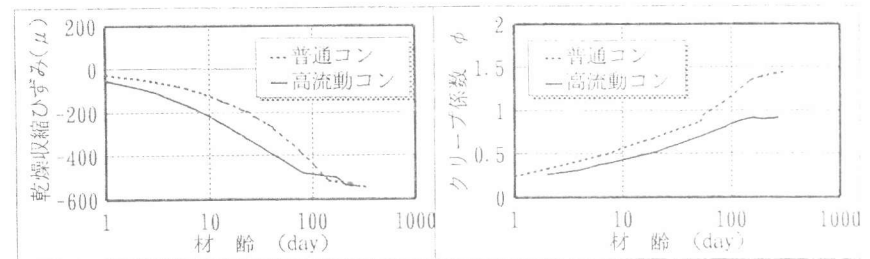 乾燥収縮ひずみ(μ)
200
0
-200
-400
-600
普通コン
高流動コン
1
10
100
1000
材 齢 (day)
クリープ係数 φ
2
1.5
1
0.5
0
普通コン
高流動コン
1
10
100
1000
材 齢 (day)